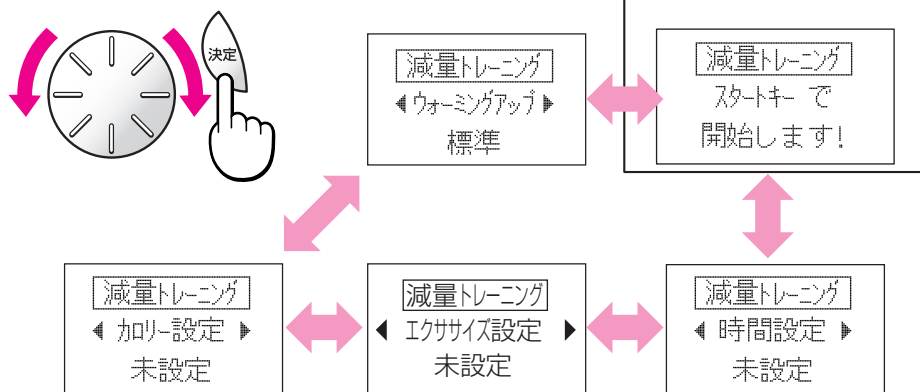 決定
減量トレーニング
ウォーミングアップ
標準
減量トレーニング
スタートキー で
開始します!
減量トレーニング
カロリー設定
未設定
減量トレーニング
エクササイズ設定
未設定
減量トレーニング
時間設定
未設定